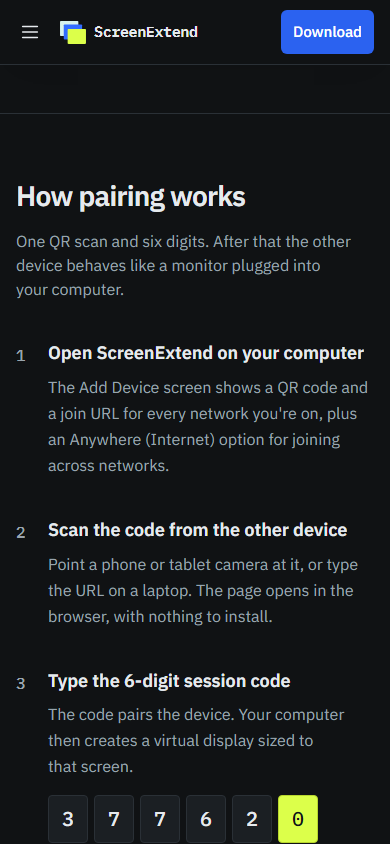 ScreenExtend
Download
How pairing works
One QR scan and six digits. After that the other
device behaves like a monitor plugged into
your computer.
1 Open ScreenExtend on your computer
The Add Device screen shows a QR code and
a join URL for every network you're on, plus
an Anywhere (Internet) option for joining
across networks.
2 Scan the code from the other device
Point a phone or tablet camera at it, or type
the URL on a laptop. The page opens in the
browser, with nothing to install.
3 Type the 6-digit session code
The code pairs the device. Your computer
then creates a virtual display sized to
that screen.
3 7 7 6 2 0